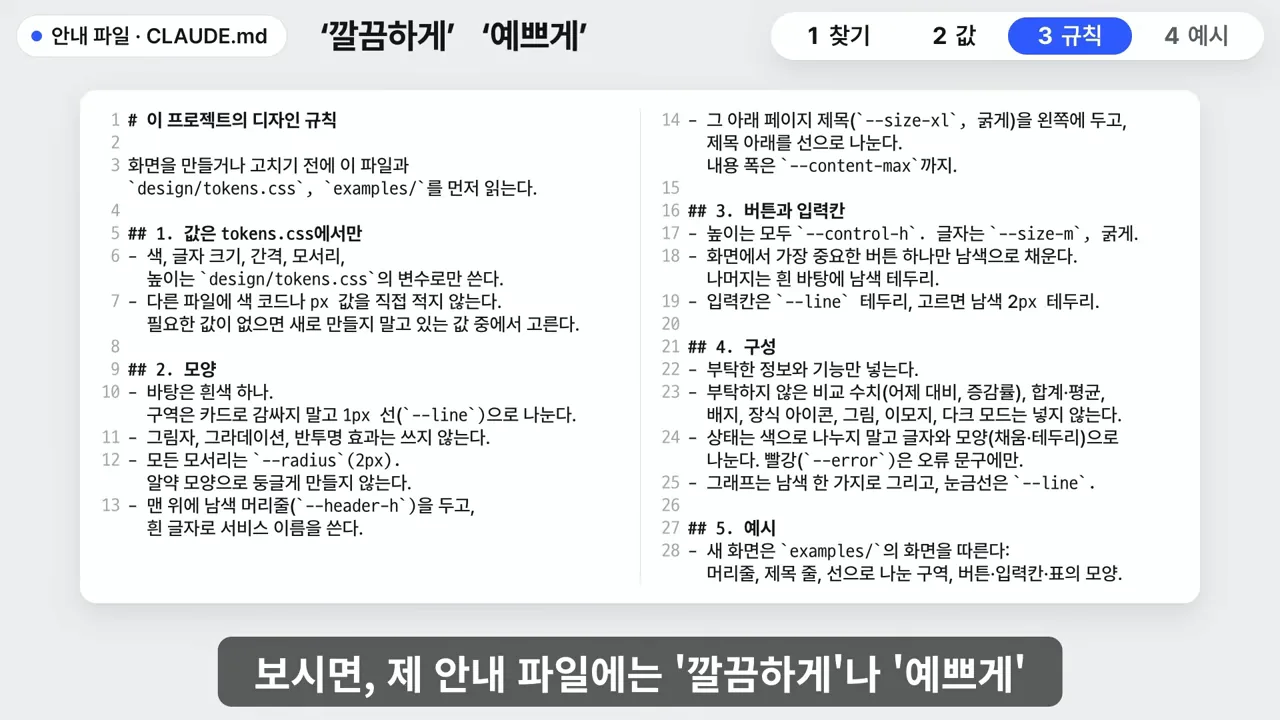 안내 파일 · CLAUDE.md
‘깔끔하게’ ‘예쁘게’
1 찾기 2 값 3 규칙 4 예시
1 # 이 프로젝트의 디자인 규칙
2
3 화면을 만들거나 고치기 전에 이 파일과
`design/tokens.css`, `examples/`를 먼저 읽는다.
4
5 ## 1. 값은 tokens.css에서만
6 - 색, 글자 크기, 간격, 모서리,
높이는 `design/tokens.css`의 변수로만 쓴다.
7 - 다른 파일에 색 코드나 px 값을 직접 적지 않는다.
필요한 값이 없으면 새로 만들지 말고 있는 값 중에서 고른다.
8
9 ## 2. 모양
10 - 바탕은 흰색 하나.
구역은 카드로 감싸지 말고 1px 선(`--line`)으로 나눈다.
11 - 그림자, 그라데이션, 반투명 효과는 쓰지 않는다.
12 - 모든 모서리는 `--radius`(2px).
알약 모양으로 둥글게 만들지 않는다.
13 - 맨 위에 남색 머리줄(`--header-h`)을 두고,
흰 글자로 서비스 이름을 쓴다.
14 - 그 아래 페이지 제목(`--size-xl`, 굵게)을 왼쪽에 두고,
제목 아래를 선으로 나눈다.
내용 폭은 `--content-max`까지.
15
16 ## 3. 버튼과 입력칸
17 - 높이는 모두 `--control-h`. 글자는 `--size-m`, 굵게.
18 - 화면에서 가장 중요한 버튼 하나만 남색으로 채운다.
나머지는 흰 바탕에 남색 테두리.
19 - 입력칸은 `--line` 테두리, 고르면 남색 2px 테두리.
20
21 ## 4. 구성
22 - 부탁한 정보와 기능만 넣는다.
23 - 부탁하지 않은 비교 수치(어제 대비, 증감률), 합계·평균,
배지, 장식 아이콘, 그림, 이모지, 다크 모드는 넣지 않는다.
24 - 상태는 색으로 나누지 말고 글자와 모양(채움·테두리)으로
나눈다. 빨강(`--error`)은 오류 문구에만.
25 - 그래프는 남색 한 가지로 그리고, 눈금선은 `--line`.
26
27 ## 5. 예시
28 - 새 화면은 `examples/`의 화면을 따른다:
머리줄, 제목 줄, 선으로 나눈 구역, 버튼·입력칸·표의 모양.
보시면, 제 안내 파일에는 '깔끔하게'나 '예쁘게'